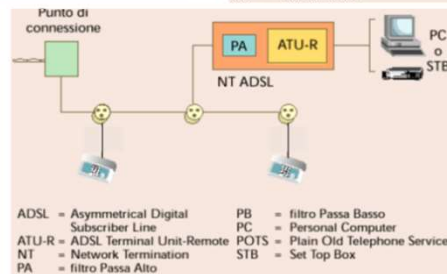 Punto di
connessione
PA
ATU-R
NT ADSL
PC
o
STB
ADSL = Asymmetrical Digital
Subscriber Line
ATU-R = ADSL Terminal Unit-Remote
NT = Network Termination
PA = filtro Passa Alto
PB = filtro Passa Basso
PC = Personal Computer
POTS = Plain Old Telephone Service
STB = Set Top Box